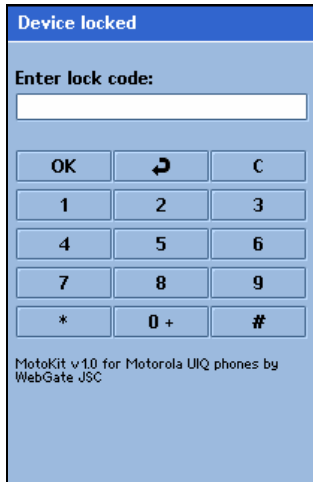 Device locked
Enter lock code:
OK C
1 2 3
4 5 6
7 8 9
* 0 + #
MotoKit v1.0 for Motorola UIQ phones by
WebGate JSC